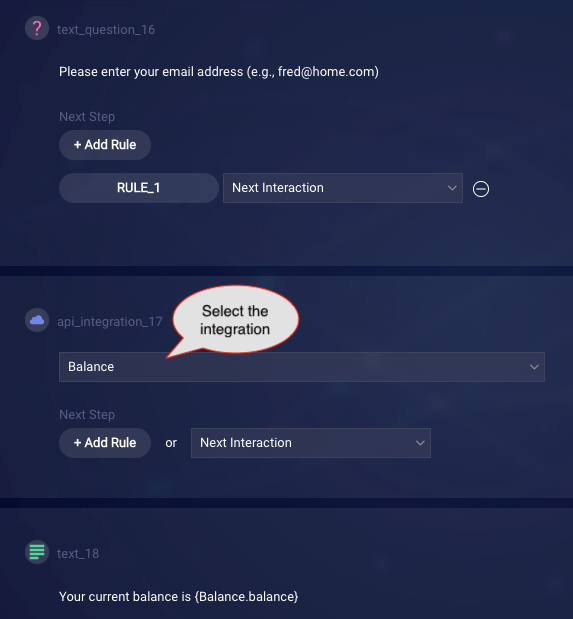 ?
text_question_16
Please enter your email address (e.g., fred@home.com)
Next Step
+ Add Rule
RULE_1
Next Interaction
api_integration_17
Select the
integration
Balance
Next Step
+ Add Rule
or
Next Interaction
text_18
Your current balance is {Balance.balance}